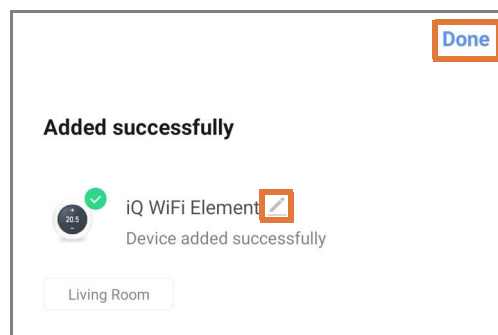 Done
Added successfully
20.5
iQ WiFi Element
Device added successfully
Living Room